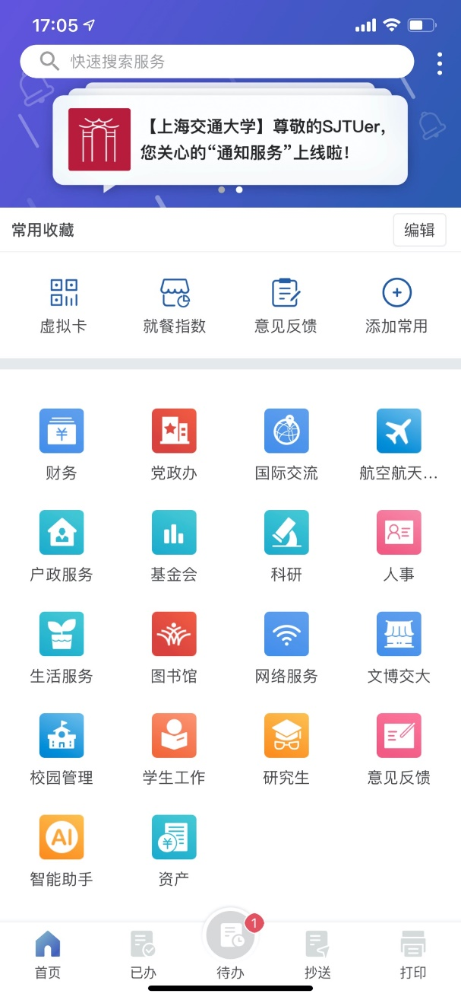 17:05
快速搜索服务
【上海交通大学】尊敬的SJTUer，
您关心的“通知服务”上线啦！
常用收藏
编辑
虚拟卡
就餐指数
意见反馈
添加常用
财务
党政办
国际交流
航空航天...
户政服务
基金会
科研
人事
生活服务
图书馆
网络服务
文博交大
校园管理
学生工作
研究生
意见反馈
AI
智能助手
资产
1
首页
已办
待办
抄送
打印